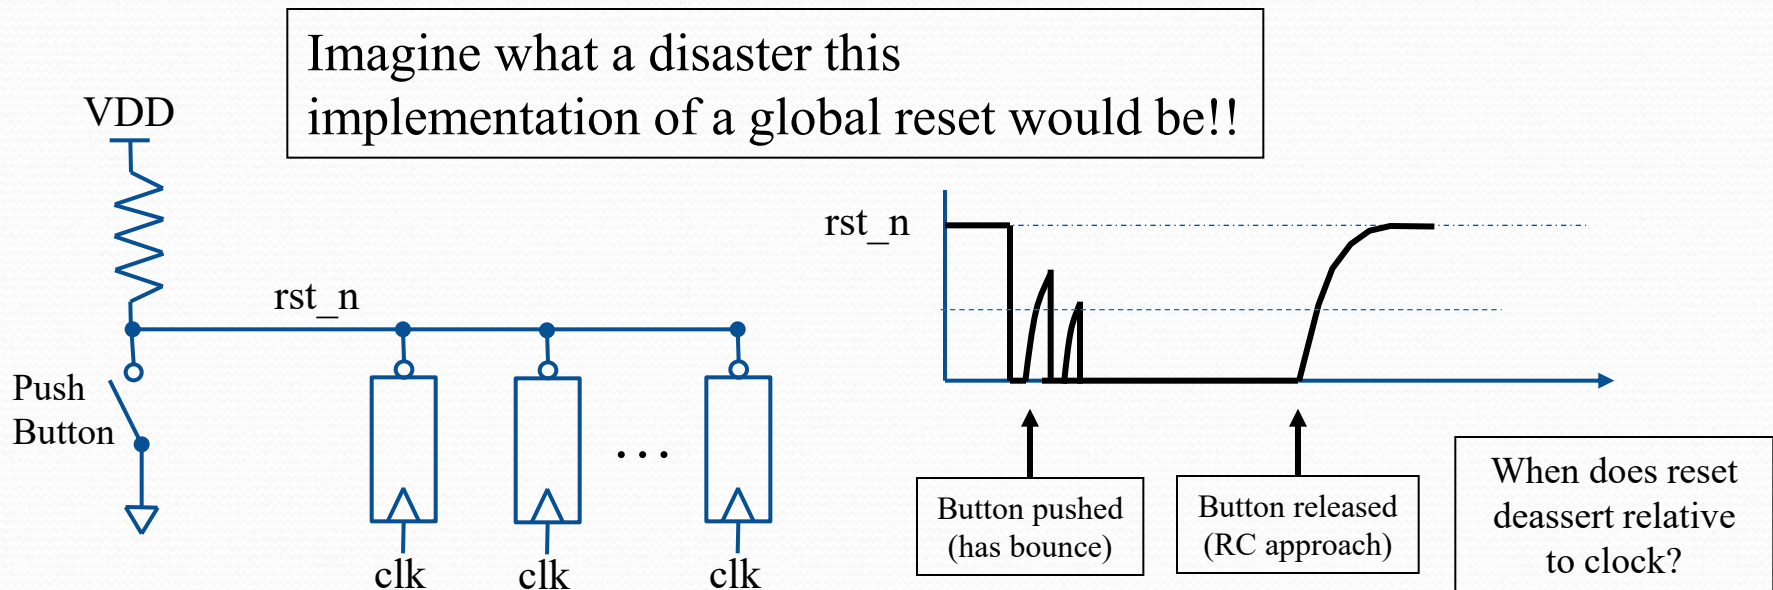 Imagine what a disaster this
implementation of a global reset would be!!
VDD
rst_n
Push
Button
...
clk
clk
clk
rst_n
Button pushed
(has bounce)
Button released
(RC approach)
When does reset
deassert relative
to clock?